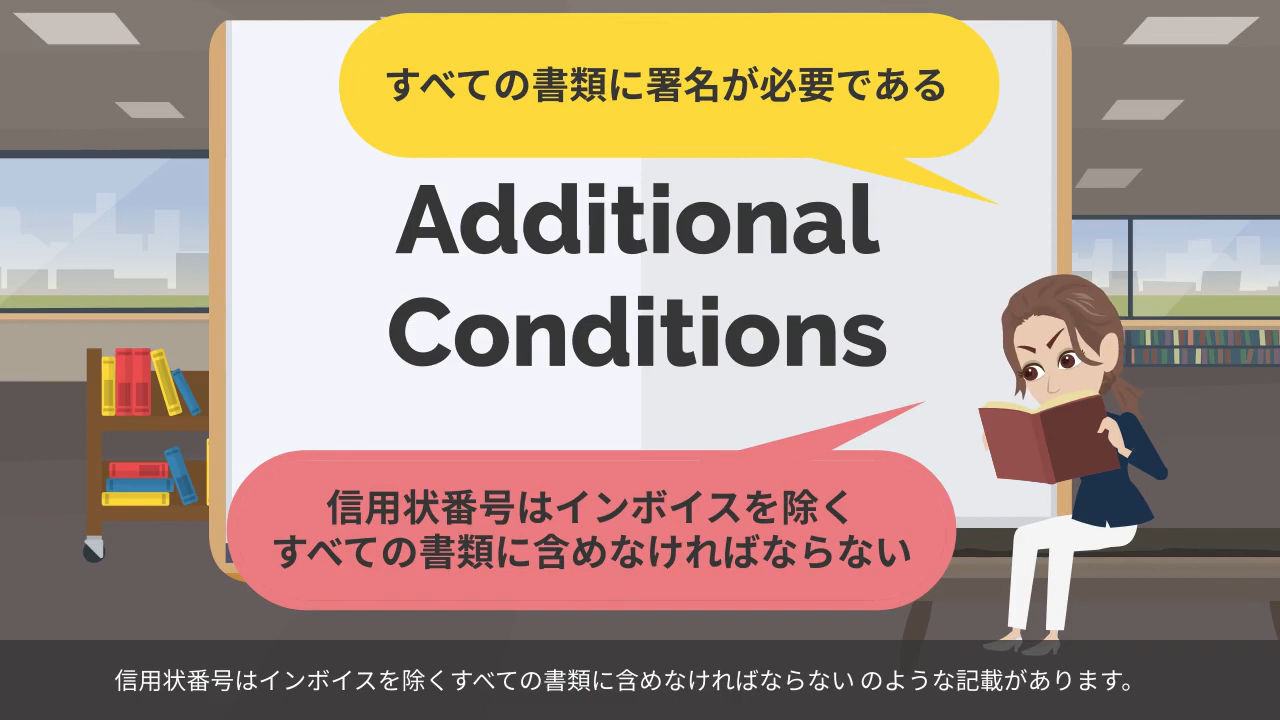 すべての書類に署名が必要である
Additional
Conditions
信用状番号はインボイスを除く
すべての書類に含めなければならない
信用状番号はインボイスを除くすべての書類に含めなければならない のような記載があります。